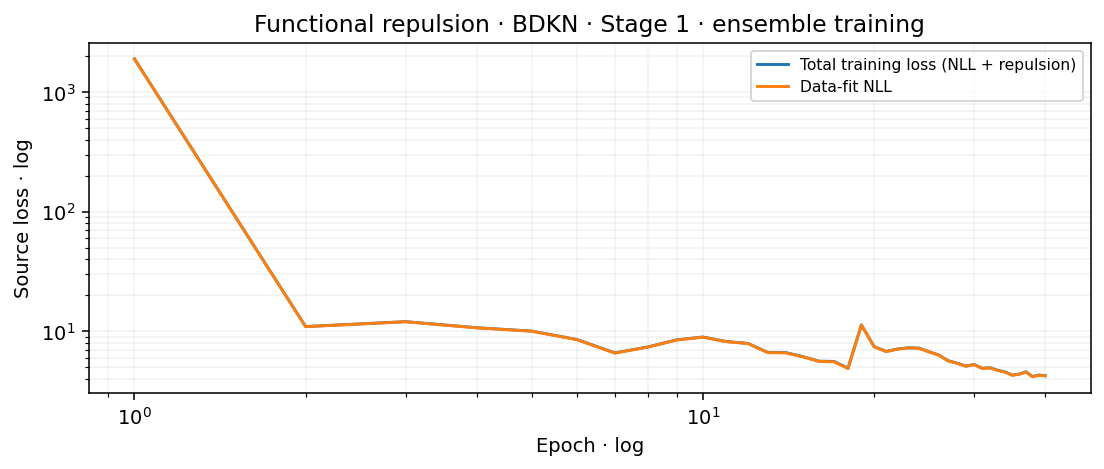 Functional repulsion · BDKN · Stage 1 · ensemble training
Total training loss (NLL + repulsion)
Data-fit NLL
Source loss · log
10³
10²
10¹
10⁰
10¹
Epoch · log